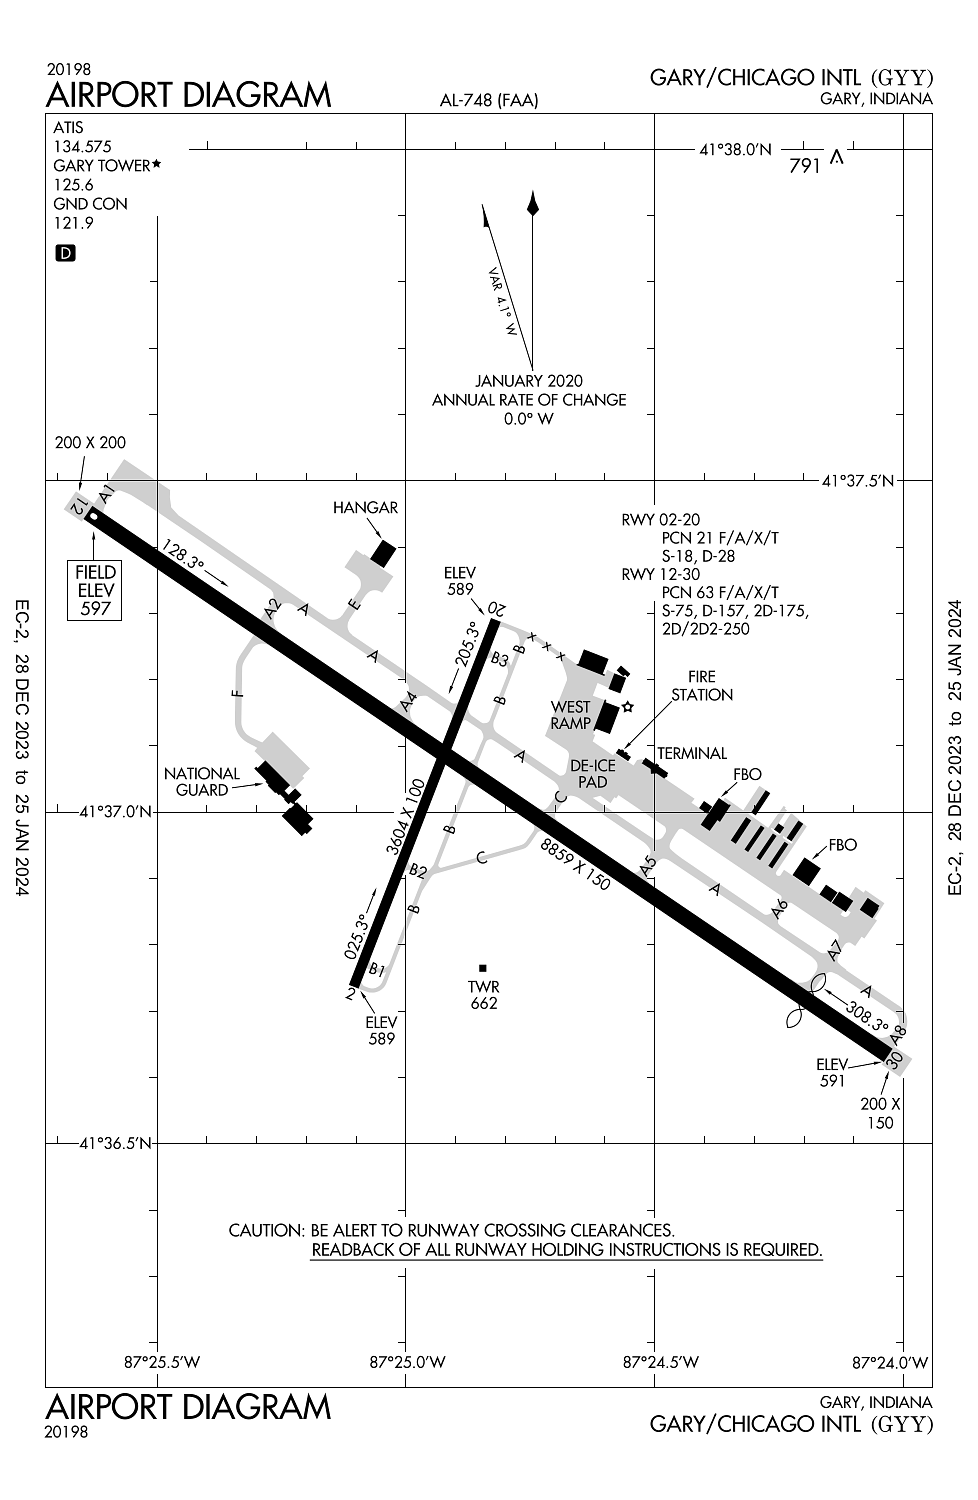 20198
AIRPORT DIAGRAM
AL-748 (FAA)
GARY/CHICAGO INTL (GYY)
GARY, INDIANA
ATIS
134.575
GARY TOWER★
125.6
GND CON
121.9
D
41°38.0'N
791
VAR 4.1° W
JANUARY 2020
ANNUAL RATE OF CHANGE
0.0° W
200 X 200
41°37.5'N
12
A1
HANGAR
RWY 02-20
PCN 21 F/A/X/T
S-18, D-28
RWY 12-30
PCN 63 F/A/X/T
S-75, D-157, 2D-175,
2D/2D2-250
128.3°
FIELD
ELEV
597
ELEV
589
20
A2
A
E
205.3°
B3
B
X X X
A
FIRE
STATION
F
A4
B
WEST
RAMP
A
TERMINAL
DE-ICE
PAD
FBO
NATIONAL
GUARD
C
41°37.0'N
3604 X 100
B
8859 X 150
FBO
C
B2
A5
A
B
A6
025.3°
A7
B1
TWR
662
A
2
308.3°
ELEV
589
A8
30
ELEV
591
200 X
150
41°36.5'N
CAUTION: BE ALERT TO RUNWAY CROSSING CLEARANCES.
READBACK OF ALL RUNWAY HOLDING INSTRUCTIONS IS REQUIRED.
87°25.5'W
87°25.0'W
87°24.5'W
87°24.0'W
AIRPORT DIAGRAM
20198
GARY, INDIANA
GARY/CHICAGO INTL (GYY)
EC-2, 28 DEC 2023 to 25 JAN 2024
EC-2, 28 DEC 2023 to 25 JAN 2024